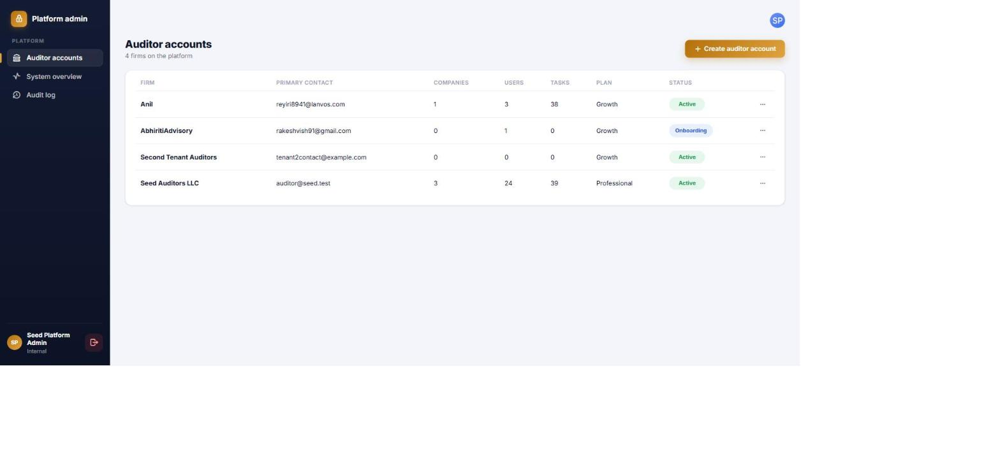 Platform admin
PLATFORM
Auditor accounts
System overview
Audit log
Seed Platform
Admin
Internal
SP
SP
Auditor accounts
4 firms on the platform
+ Create auditor account
FIRM PRIMARY CONTACT COMPANIES USERS TASKS PLAN STATUS
Anil reyiri8941@lanvos.com 1 3 38 Growth Active ...
AbhiritiAdvisory rakeshvish91@gmail.com 0 1 0 Growth Onboarding ...
Second Tenant Auditors tenant2contact@example.com 0 0 0 Growth Active ...
Seed Auditors LLC auditor@seed.test 3 24 39 Professional Active ...